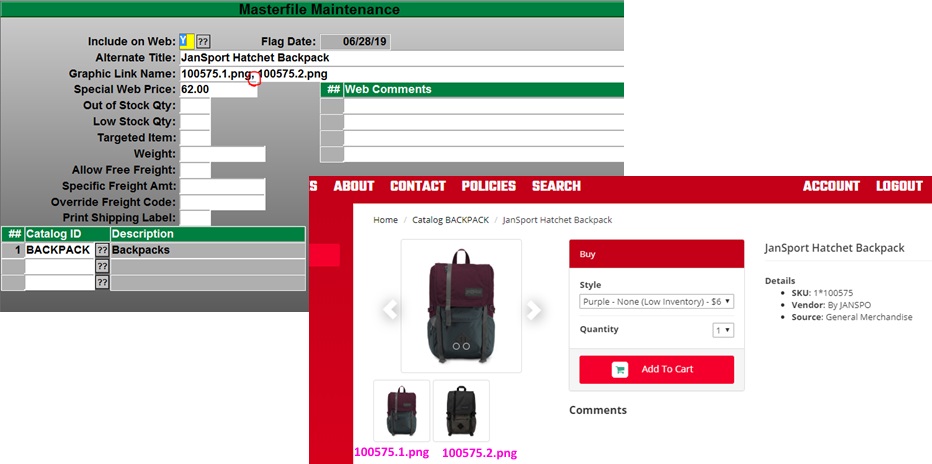 Masterfile Maintenance
Include on Web: Y ?? Flag Date: 06/28/19
Alternate Title: JanSport Hatchet Backpack
Graphic Link Name: 100575.1.png, 100575.2.png
Special Web Price: 62.00
## Web Comments
Out of Stock Qty:
Low Stock Qty:
Targeted Item:
Weight:
Allow Free Freight:
Specific Freight Amt:
Override Freight Code:
Print Shipping Label:
## Catalog ID Description
1 BACKPACK ?? Backpacks
??
??
S ABOUT CONTACT POLICIES SEARCH ACCOUNT LOGOUT
Home / Catalog BACKPACK / JanSport Hatchet Backpack
Buy
Style
Purple - None (Low Inventory) - $6
Quantity 1
Add To Cart
Comments
JanSport Hatchet Backpack
Details
• SKU: 1*100575
• Vendor: By JANSPO
• Source: General Merchandise
100575.1.png 100575.2.png